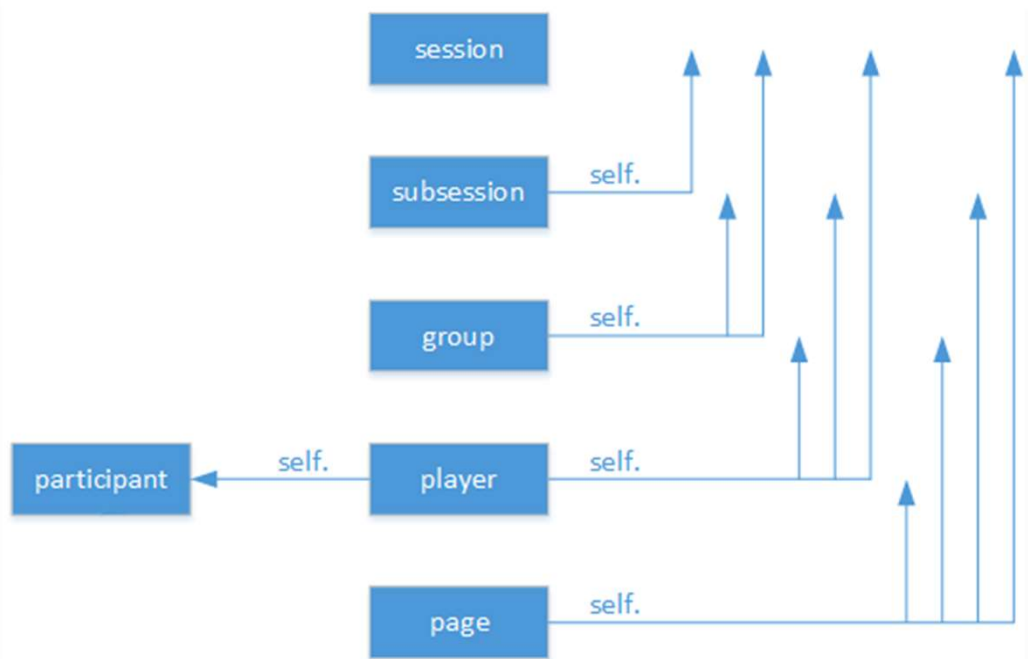 session
subsession
self.
group
self.
participant
self.
player
self.
page
self.